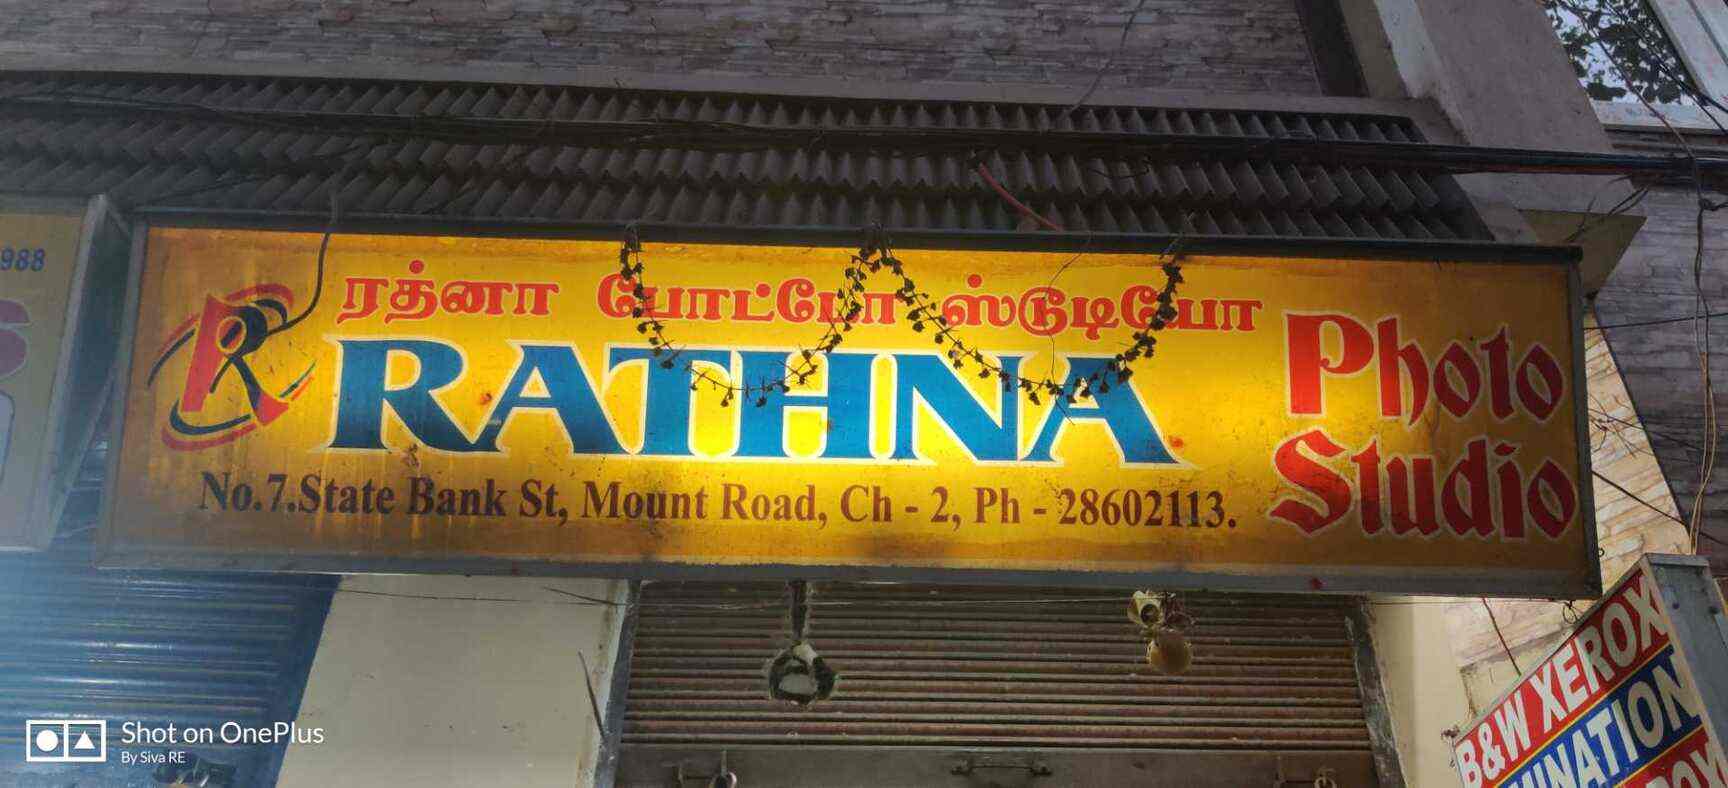 988
ரத்னா போட்டோ ஸ்டூடியோ
R
RATHNA
Photo
Studio
No.7.State Bank St, Mount Road, Ch - 2, Ph - 28602113.
B&W XEROX
Shot on OnePlus
By Siva RE